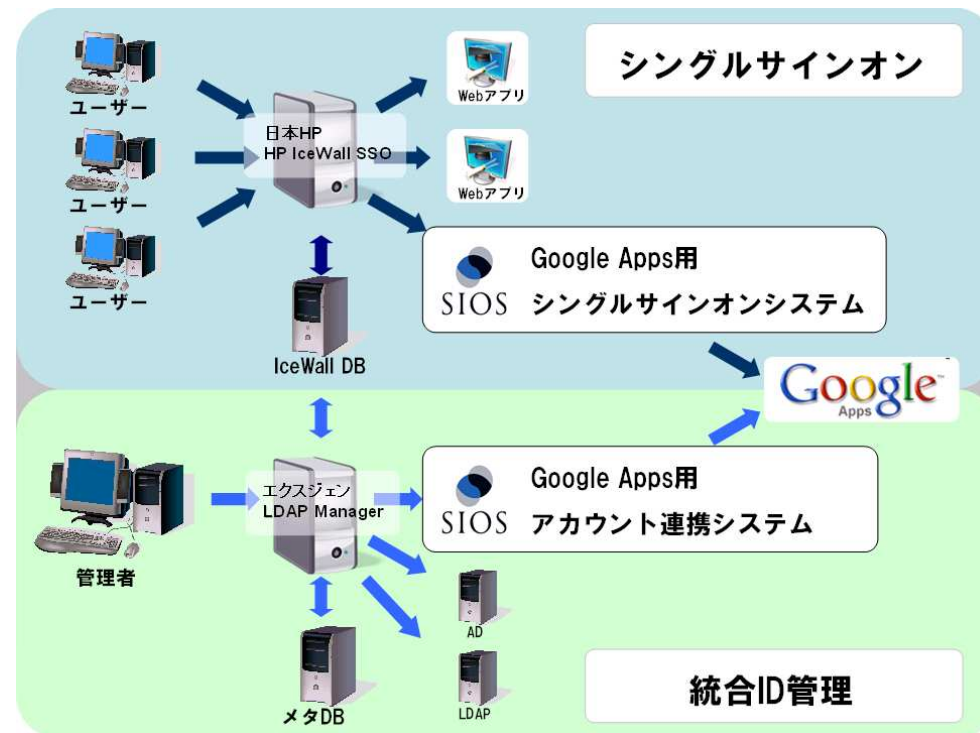 シングルサインオン
ユーザー
ユーザー
ユーザー
日本HP
HP IceWall SSO
Webアプリ
Webアプリ
SIOS
Google Apps用
シングルサインオンシステム
IceWall DB
Google™
Apps
管理者
エクスジェン
LDAP Manager
SIOS
Google Apps用
アカウント連携システム
AD
LDAP
メタDB
統合ID管理